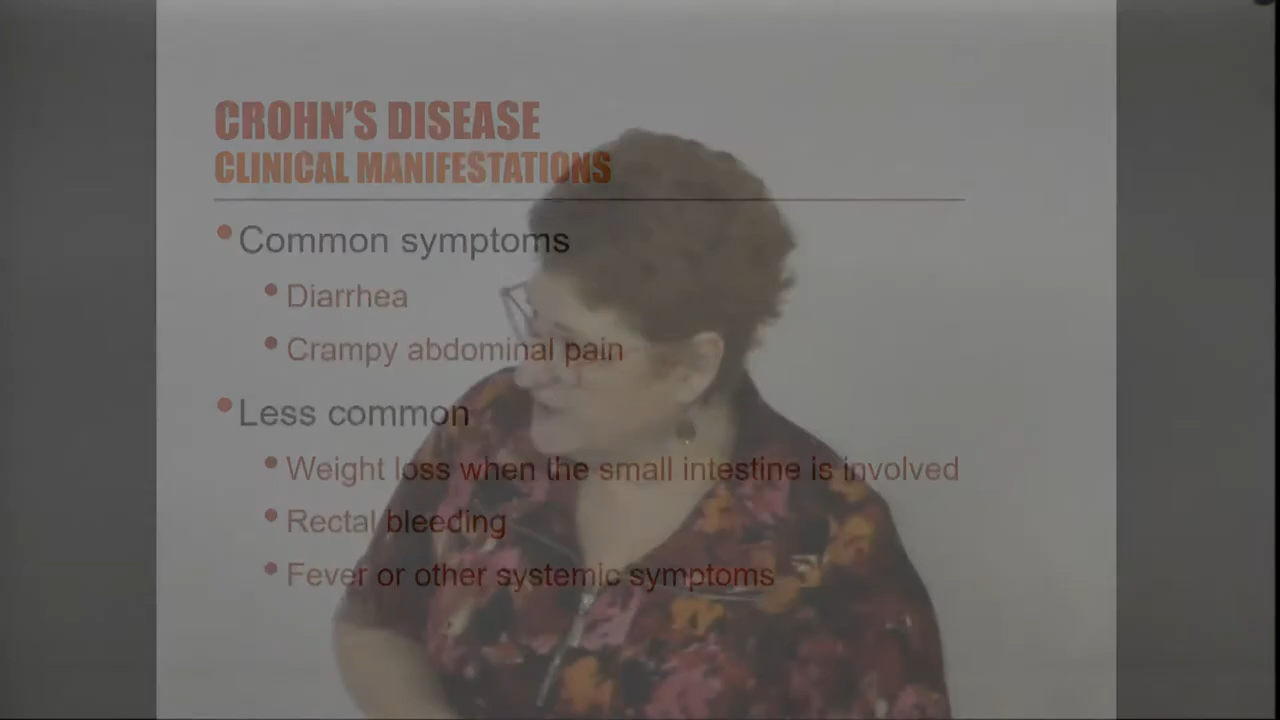 CROHN'S DISEASE
CLINICAL MANIFESTATIONS
• Common symptoms
• Diarrhea
• Crampy abdominal pain
• Less common
• Weight loss when the small intestine is involved
• Rectal bleeding
• Fever or other systemic symptoms